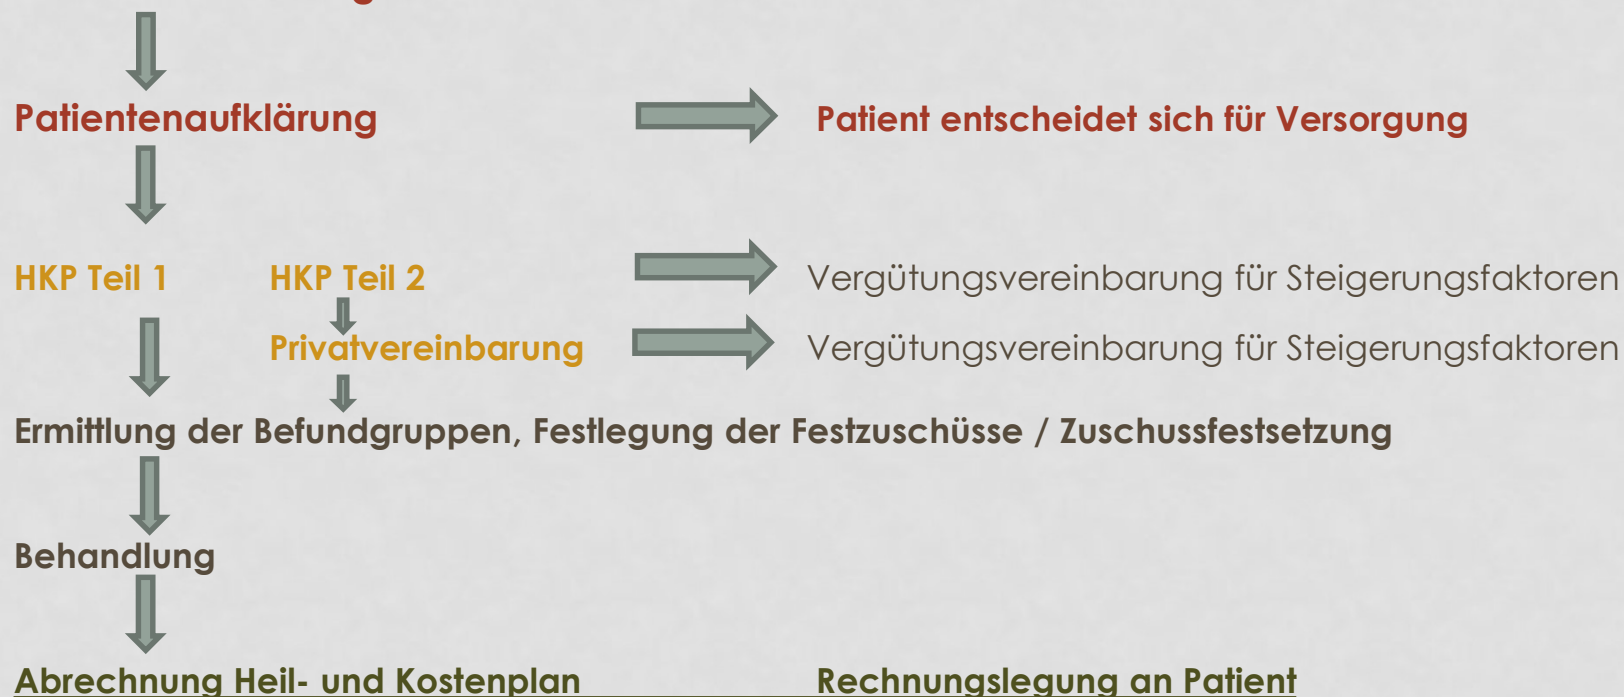 Patientenaufklärung Patient entscheidet sich für Versorgung
HKP Teil 1 HKP Teil 2 Vergütungsvereinbarung für Steigerungsfaktoren
Privatvereinbarung Vergütungsvereinbarung für Steigerungsfaktoren
Ermittlung der Befundgruppen, Festlegung der Festzuschüsse / Zuschussfestsetzung
Behandlung
Abrechnung Heil- und Kostenplan Rechnungslegung an Patient